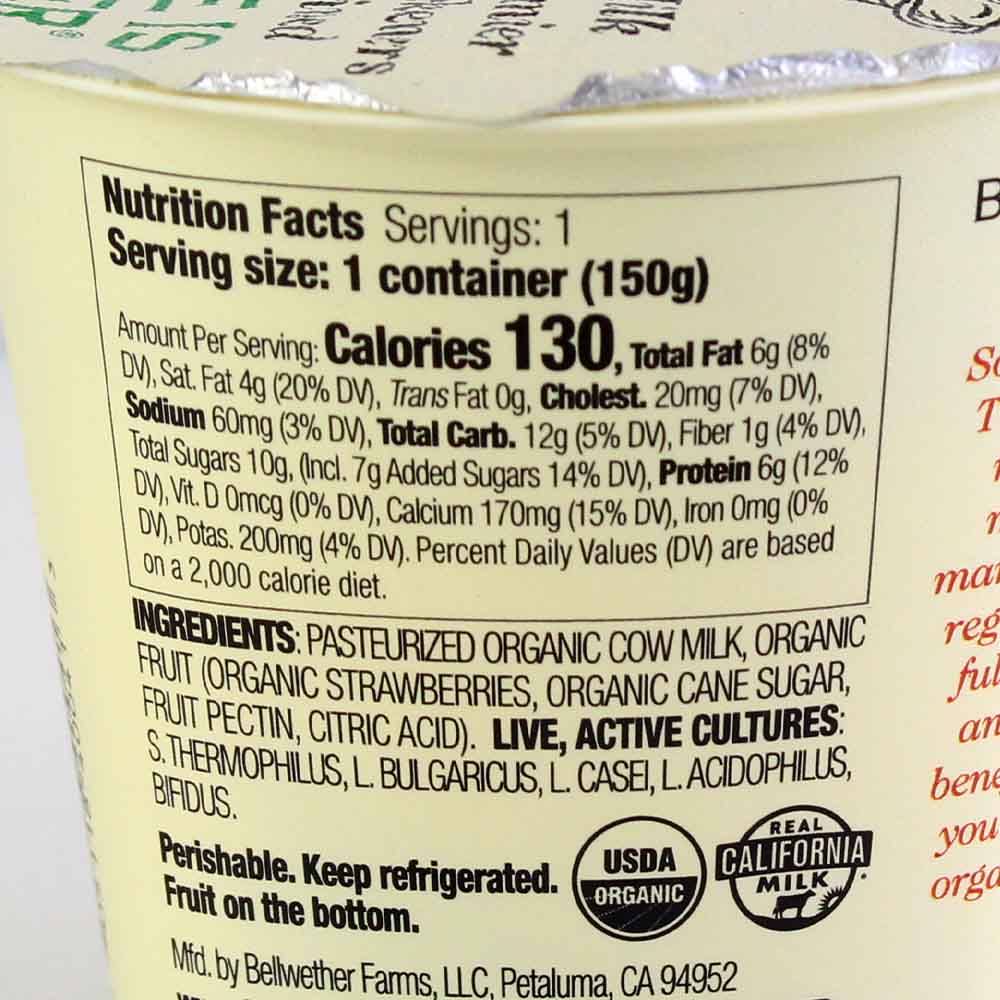 Nutrition Facts Servings: 1
Serving size: 1 container (150g)
Amount Per Serving: Calories 130, Total Fat 6g (8%
DV), Sat. Fat 4g (20% DV), Trans Fat 0g, Cholest. 20mg (7% DV),
Sodium 60mg (3% DV), Total Carb. 12g (5% DV), Fiber 1g (4% DV),
Total Sugars 10g, (Incl. 7g Added Sugars 14% DV), Protein 6g (12%
DV), Vit. D 0mcg (0% DV), Calcium 170mg (15% DV), Iron 0mg (0%
DV), Potas. 200mg (4% DV). Percent Daily Values (DV) are based
on a 2,000 calorie diet.
INGREDIENTS: PASTEURIZED ORGANIC COW MILK, ORGANIC
FRUIT (ORGANIC STRAWBERRIES, ORGANIC CANE SUGAR,
FRUIT PECTIN, CITRIC ACID). LIVE, ACTIVE CULTURES:
S. THERMOPHILUS, L. BULGARICUS, L. CASEI, L. ACIDOPHILUS,
BIFIDUS.
Perishable. Keep refrigerated.
Fruit on the bottom.
USDA
ORGANIC
REAL
CALIFORNIA
MILK
Mfd. by Bellwether Farms, LLC, Petaluma, CA 94952